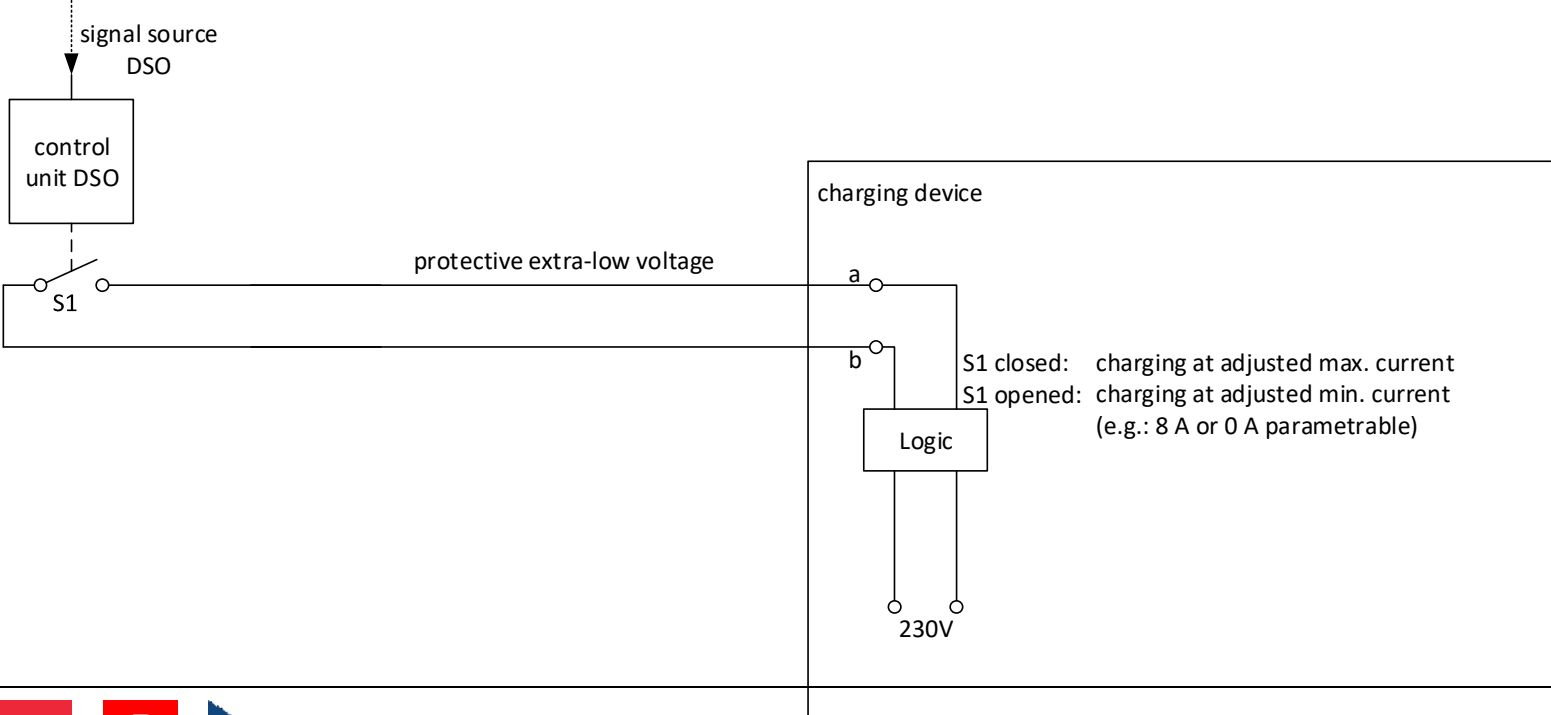 signal source
DSO
control
unit DSO
charging device
protective extra-low voltage
a
S1
b
S1 closed: charging at adjusted max. current
S1 opened: charging at adjusted min. current
(e.g.: 8 A or 0 A parametrable)
Logic
230V